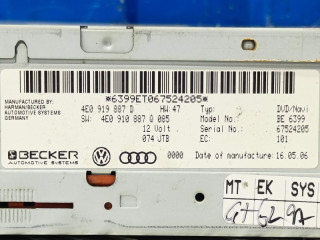 *6399ET067524205*
MANUFACTURED BY:
HARMAN/BECKER
AUTOMOTIVE SYSTEMS
GERMANY
4E0 919 887 D HW:47 Typ: DVD/Navi
SW: 4E0 910 887 Q 085 Model No.: BE 6399
12 Volt Serial No.: 67524205
074 UTB EC: 101
BECKER
AUTOMOTIVE SYSTEMS
0000 Date of manufacture: 16.05.06
MT EK SYS